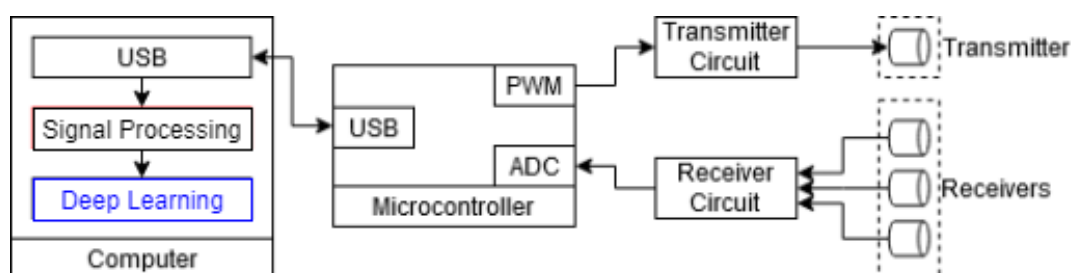 USB
Signal Processing
Deep Learning
Computer
USB
PWM
ADC
Microcontroller
Transmitter
Circuit
Receiver
Circuit
Transmitter
Receivers